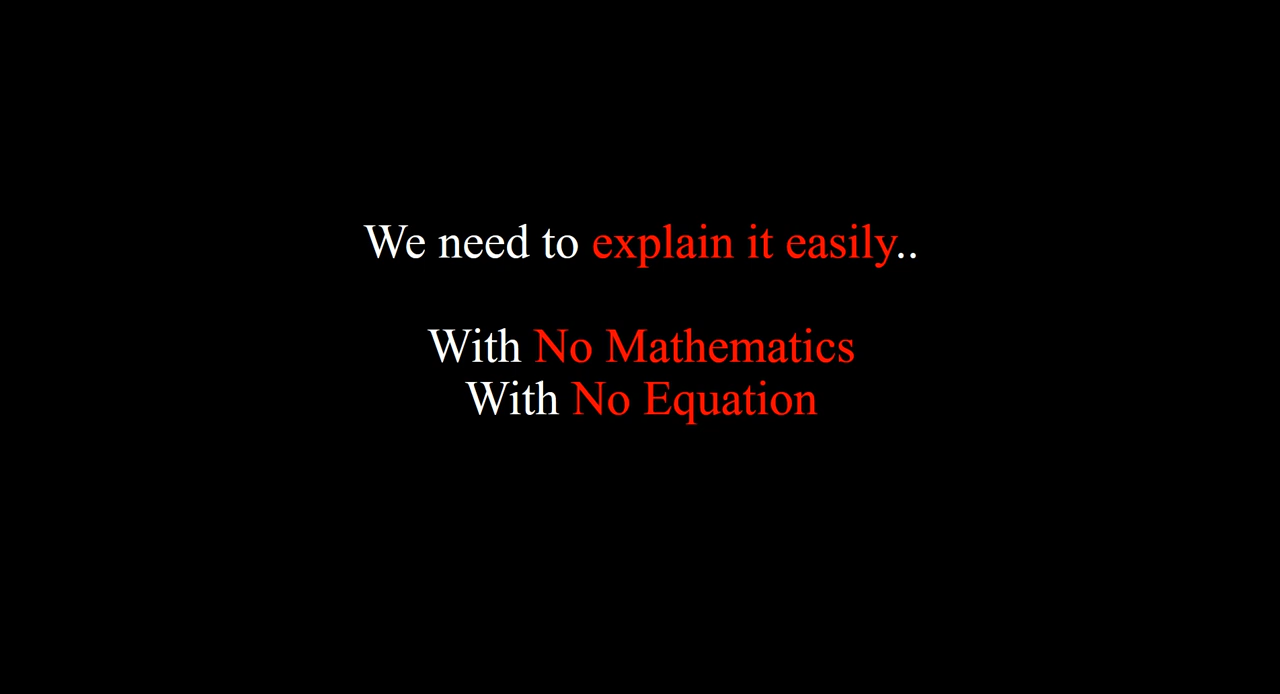 We need to explain it easily..
With No Mathematics
With No Equation